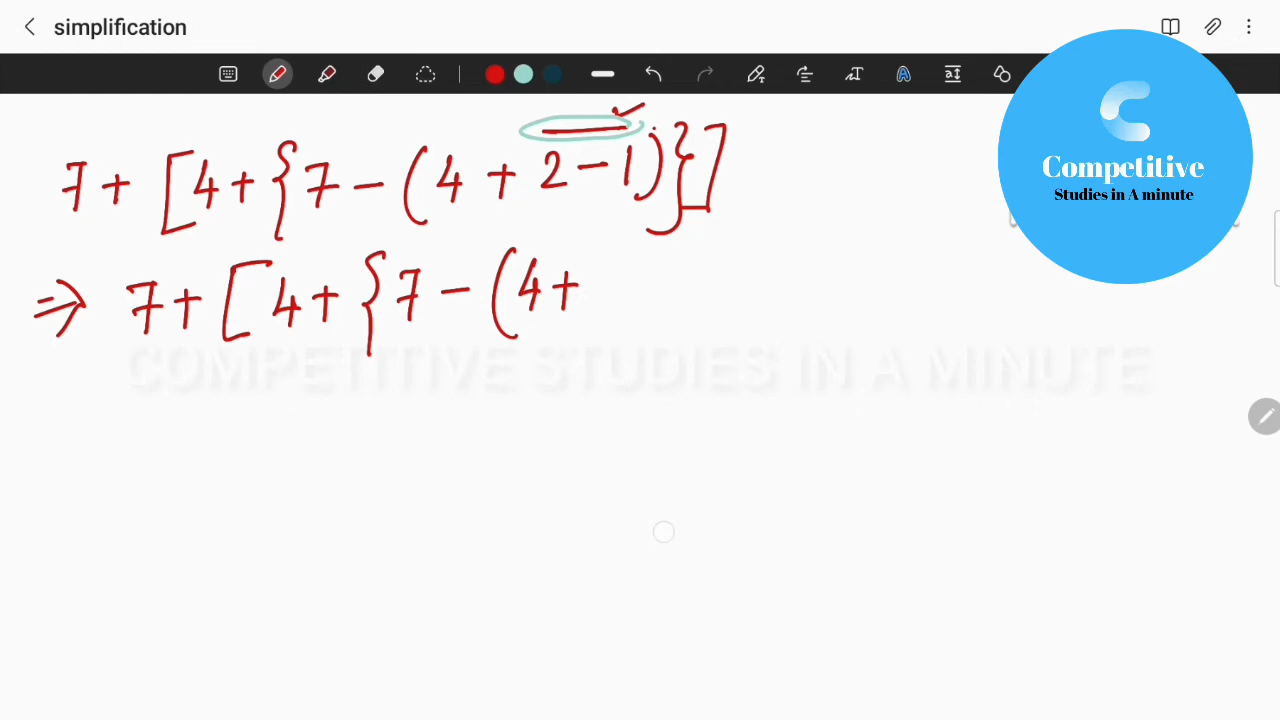 simplification
Competitive
Studies in A minute
7 + [4 + {7 - (4 + 2 - 1)}]
⇒ 7 + [4 + {7 - (4 +
COMPETITIVE STUDIES IN A MINUTE